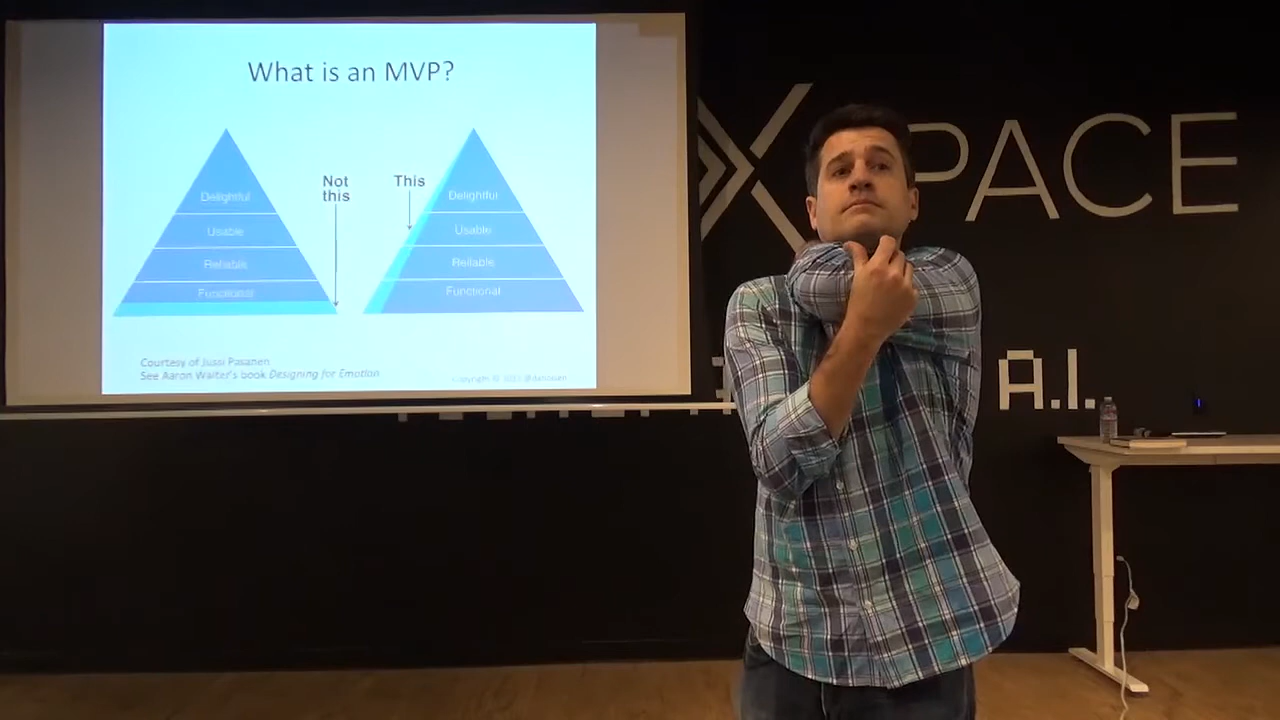 What is an MVP?
Delightful
Usable
Reliable
Functional
Not
this
This
Delightful
Usable
Reliable
Functional
Courtesy of Jussi Pasanen
See Aaron Walter's book Designing for Emotion
PACE
A.I.